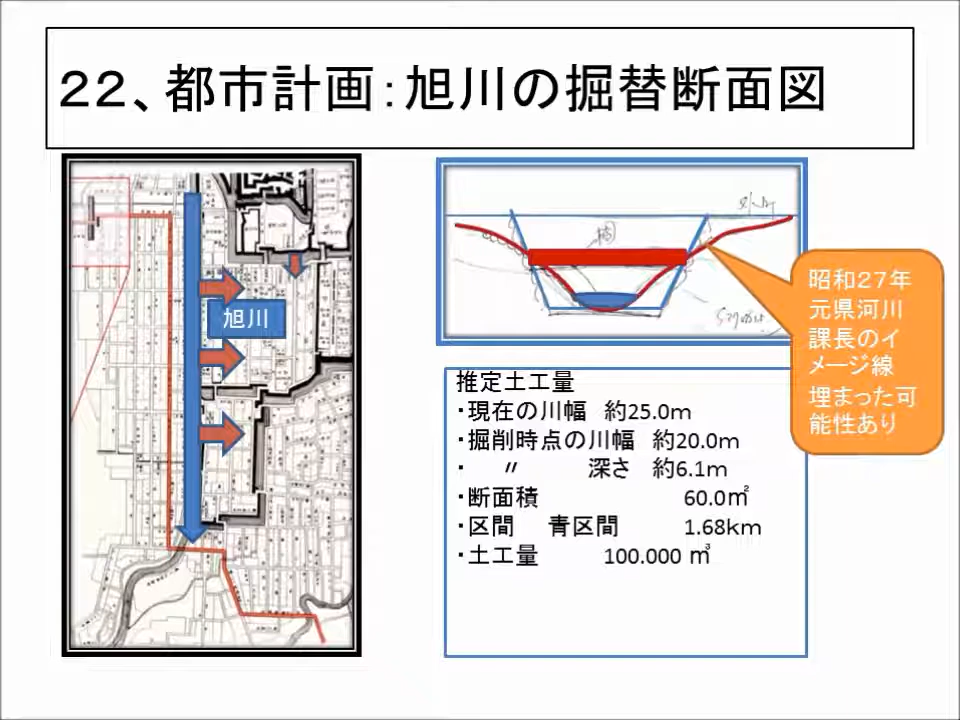 ２２、都市計画：旭川の掘替断面図
旭川
橋
昭和27年
元県河川
課長のイ
メージ線
埋まった可
能性あり
推定土工量
・現在の川幅　約25.0m
・掘削時点の川幅　約20.0m
・　〃　　　深さ　約6.1m
・断面積　　　　　60.0㎡
・区間　青区間　　1.68km
・土工量　　100.000 ㎥